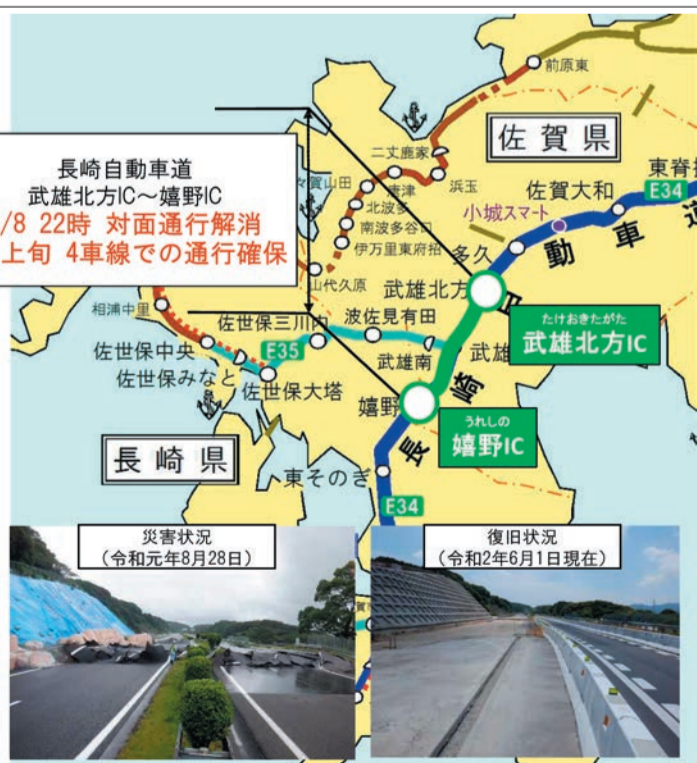 前原東
佐賀県
二丈鹿家
長崎自動車道
武雄北方IC~嬉野IC
/8 22時 対面通行解消
上旬 4車線での通行確保
々賀山田
唐津
浜玉
北波多
南波多谷口
伊万里東府招
山代久原
東脊振
E34
佐賀大和
小城スマート
多久
動車道
武雄北方
自
相浦中里
佐世保三川内
波佐見有田
たけおきたがた
武雄北方IC
佐世保中央
E35
武雄南
武雄
佐世保みなと
佐世保大塔
嬉野
崎
うれしの
嬉野IC
長崎県
長
東そのぎ
E34
災害状況
(令和元年8月28日)
復旧状況
(令和2年6月1日現在)